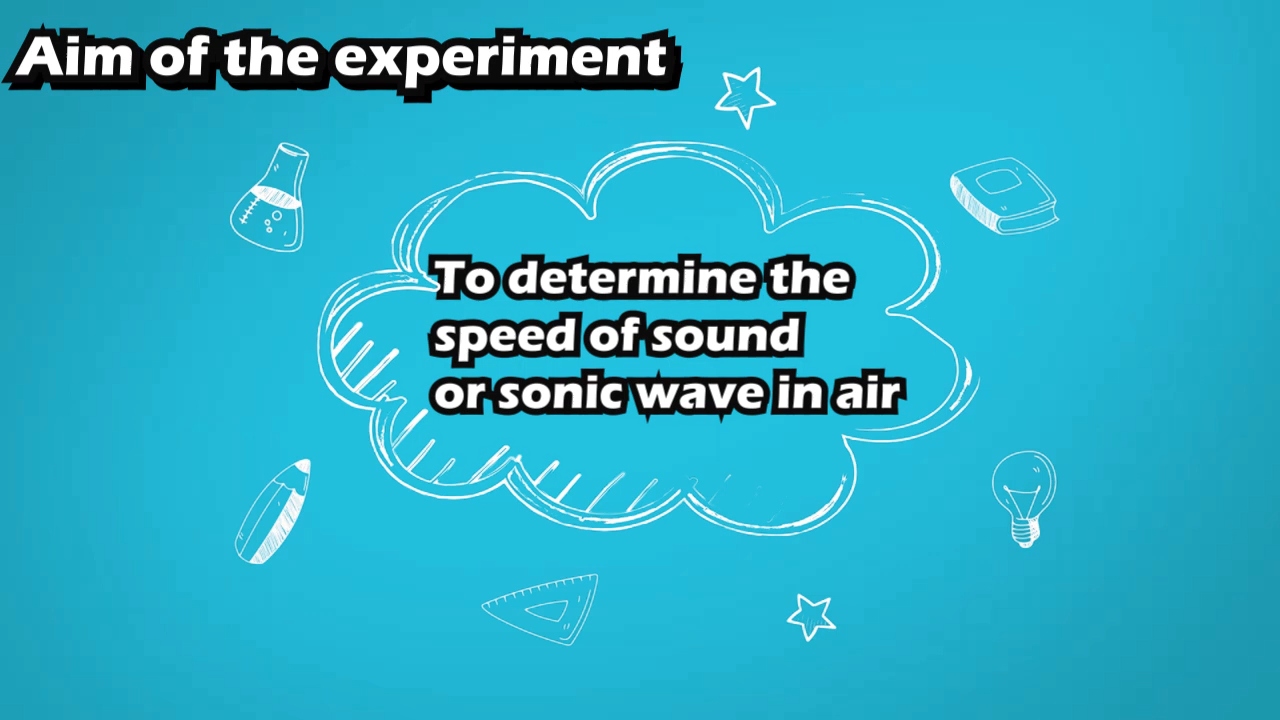 Aim of the experiment
To determine the
speed of sound
or sonic wave in air